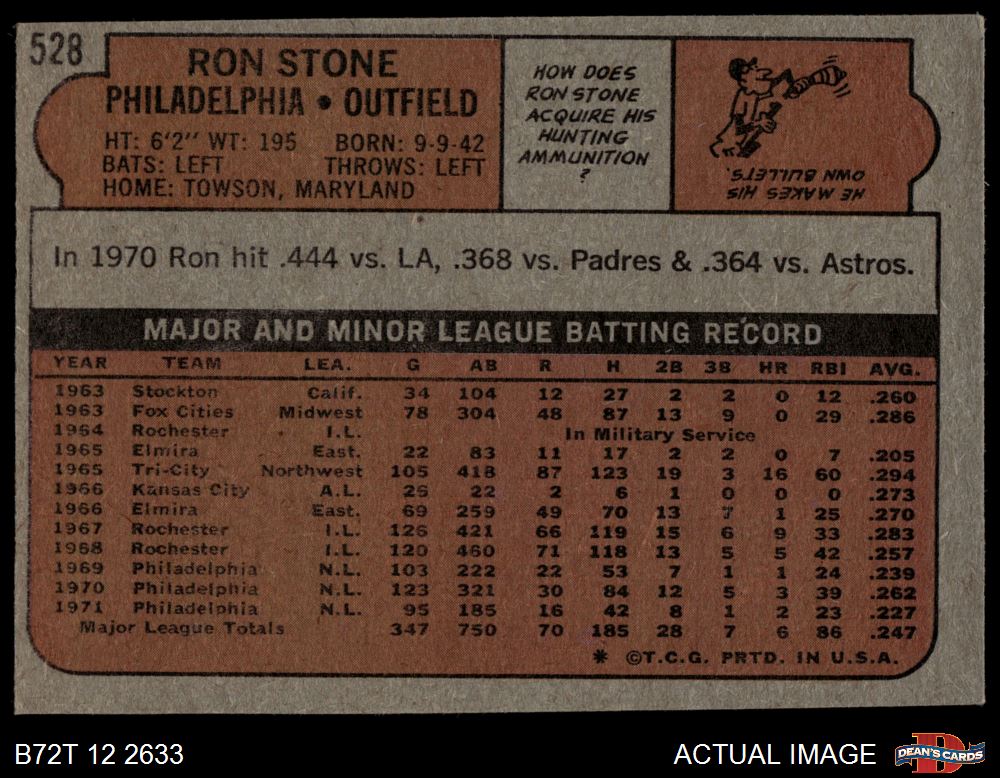 528
RON STONE
PHILADELPHIA • OUTFIELD
HT: 6'2" WT: 195 BORN: 9-9-42
BATS: LEFT THROWS: LEFT
HOME: TOWSON, MARYLAND
HOW DOES
RON STONE
ACQUIRE HIS
HUNTING
AMMUNITION
?
HE MAKES HIS
OWN BULLETS.
In 1970 Ron hit .444 vs. LA, .368 vs. Padres & .364 vs. Astros.
MAJOR AND MINOR LEAGUE BATTING RECORD
YEAR TEAM LEA. G AB R H 2B 3B HR RBI AVG.
1963 Stockton Calif. 34 104 12 27 2 2 0 12 .260
1963 Fox Cities Midwest 78 304 48 87 13 9 0 29 .286
1964 Rochester I.L. In Military Service
1965 Elmira East. 22 83 11 17 2 2 0 7 .205
1965 Tri-City Northwest 105 418 87 123 19 3 16 60 .294
1966 Kansas City A.L. 26 22 2 6 1 0 0 0 .273
1966 Elmira East. 69 259 49 70 13 7 1 25 .270
1967 Rochester I.L. 126 421 66 119 15 6 9 33 .283
1968 Rochester I.L. 120 460 71 118 13 5 5 42 .257
1969 Philadelphia N.L. 103 222 22 53 7 1 1 24 .239
1970 Philadelphia N.L. 123 321 30 84 12 5 3 39 .262
1971 Philadelphia N.L. 95 185 16 42 8 1 2 23 .227
Major League Totals 347 750 70 185 28 7 6 86 .247
* ©T.C.G. PRTD. IN U.S.A.
B72T 12 2633
ACTUAL IMAGE
DEAN'S CARDS